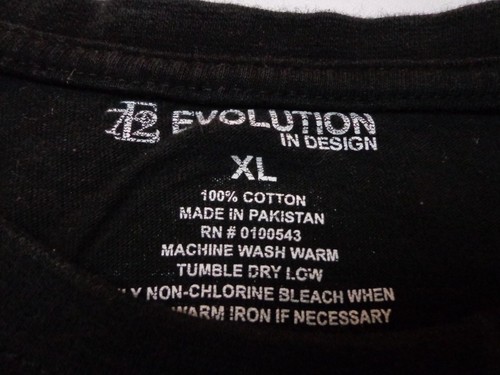 EVOLUTION
IN DESIGN
XL
100% COTTON
MADE IN PAKISTAN
RN # 0100543
MACHINE WASH WARM
TUMBLE DRY LOW
NON-CHLORINE BLEACH WHEN
WARM IRON IF NECESSARY